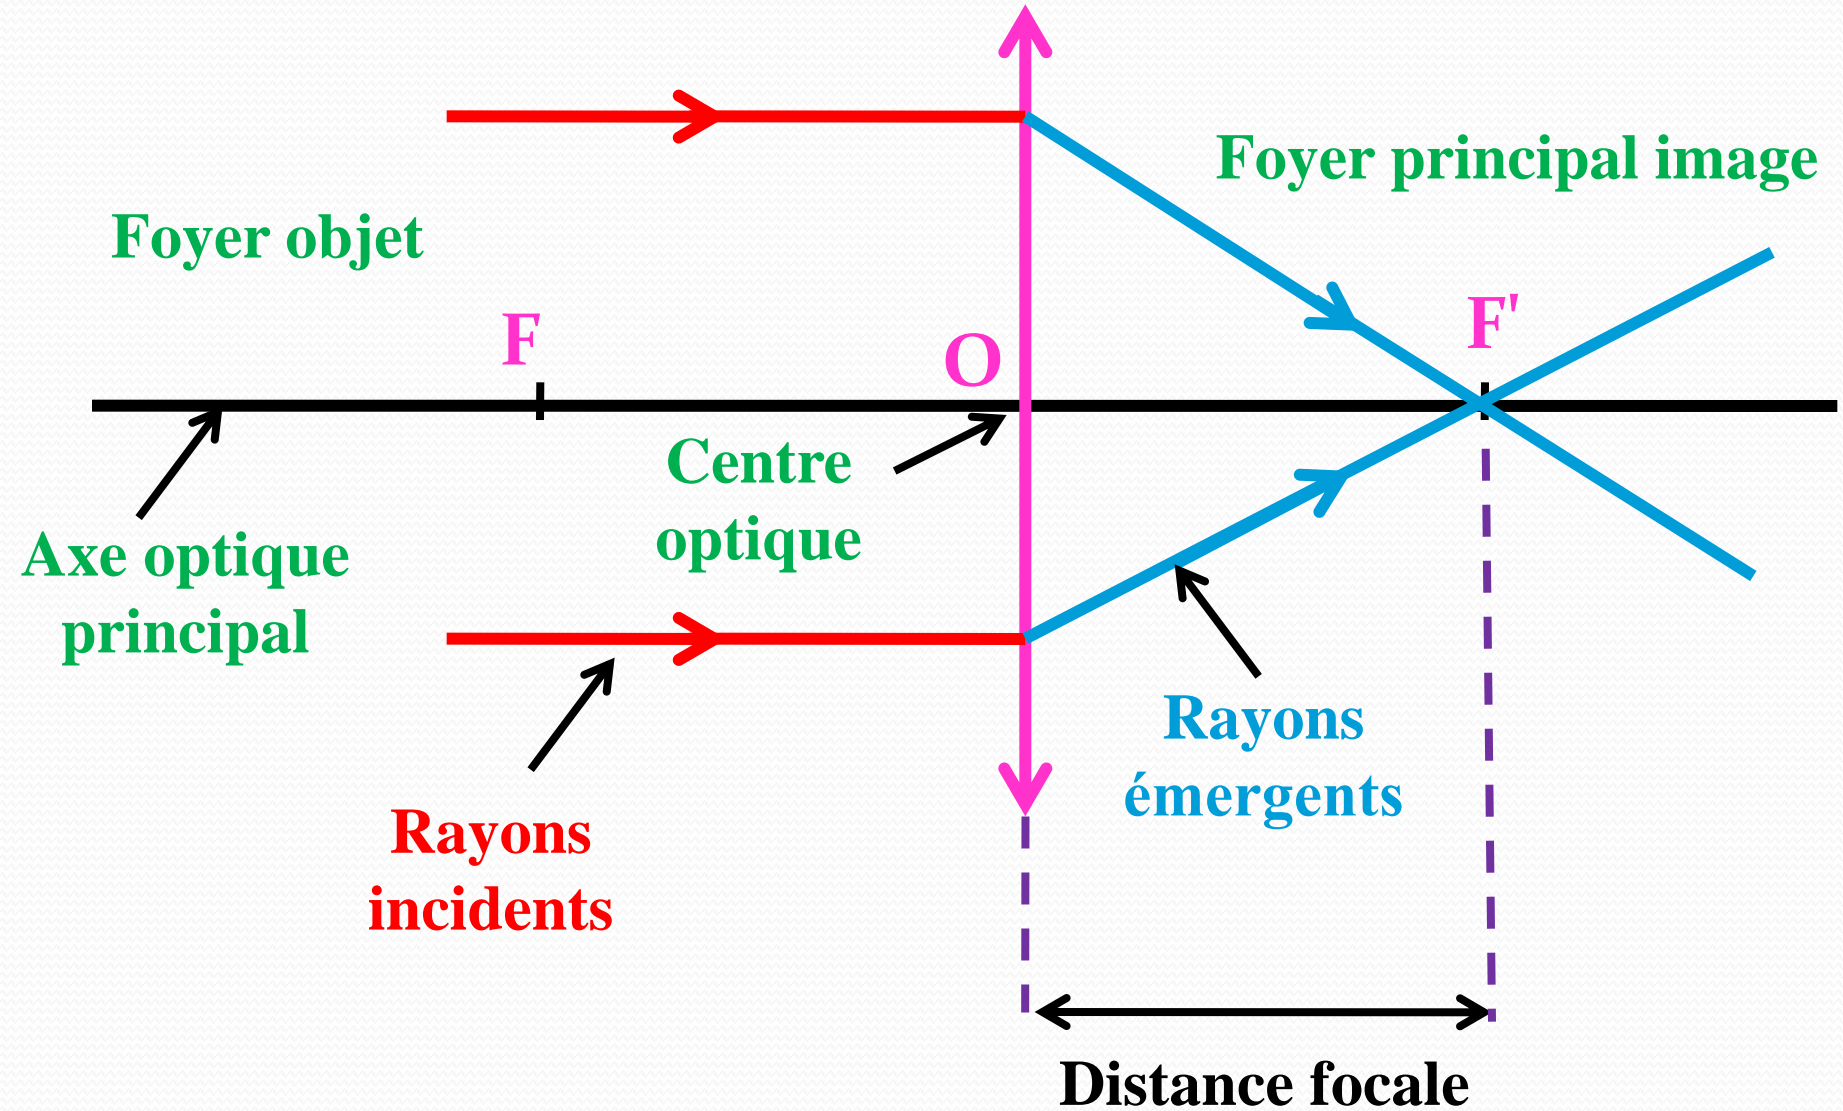 Foyer principal image
Foyer objet
F
O
F'
Centre
optique
Axe optique
principal
Rayons
émergents
Rayons
incidents
Distance focale